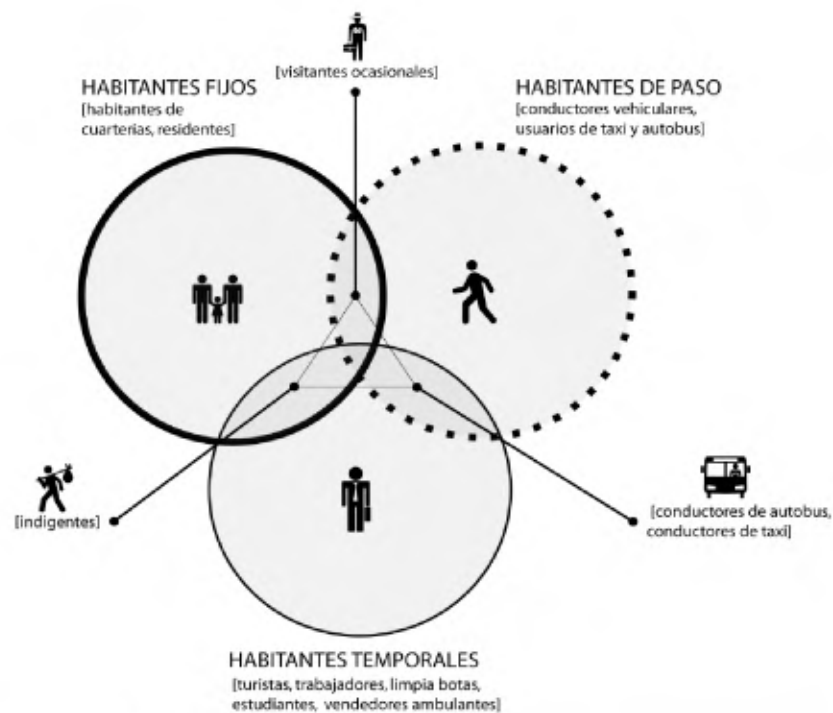 [visitantes ocasionales]
HABITANTES FIJOS
[habitantes de
cuarterías, residentes]
HABITANTES DE PASO
[conductores vehiculares,
usuarios de taxi y autobus]
[indigentes]
[conductores de autobus,
conductores de taxi]
HABITANTES TEMPORALES
[turistas, trabajadores, limpia botas,
estudiantes, vendedores ambulantes]